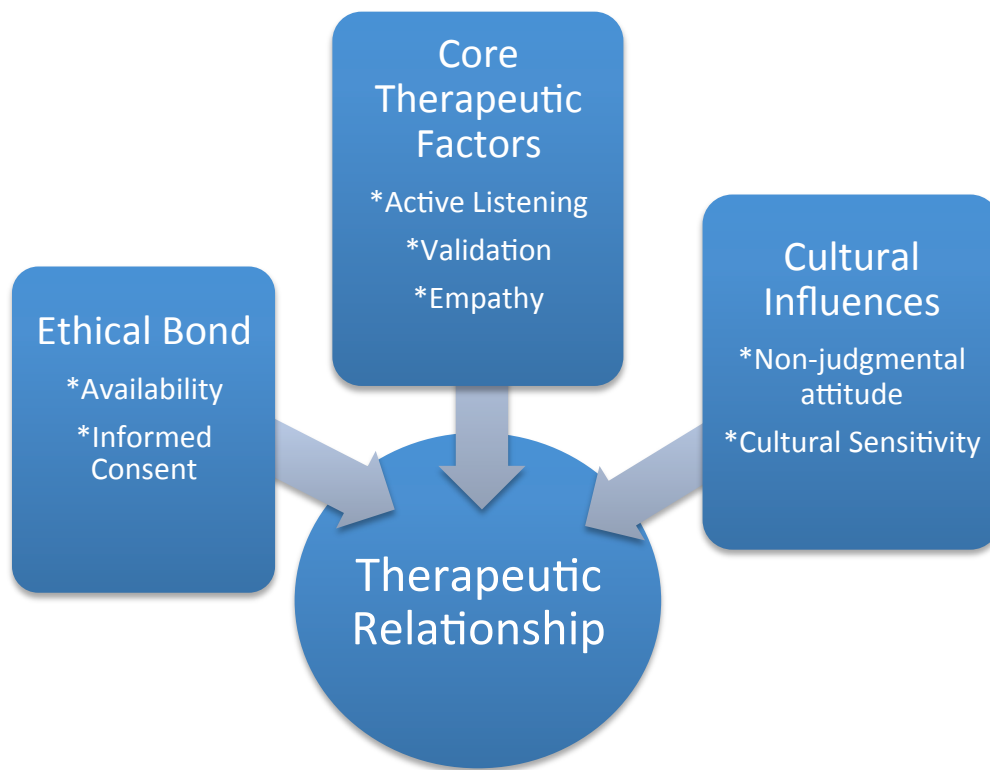 Core
Therapeutic
Factors
*Active Listening
*Validation
*Empathy
Ethical Bond
*Availability
*Informed
Consent
Cultural
Influences
*Non-judgmental
attitude
*Cultural Sensitivity
Therapeutic
Relationship